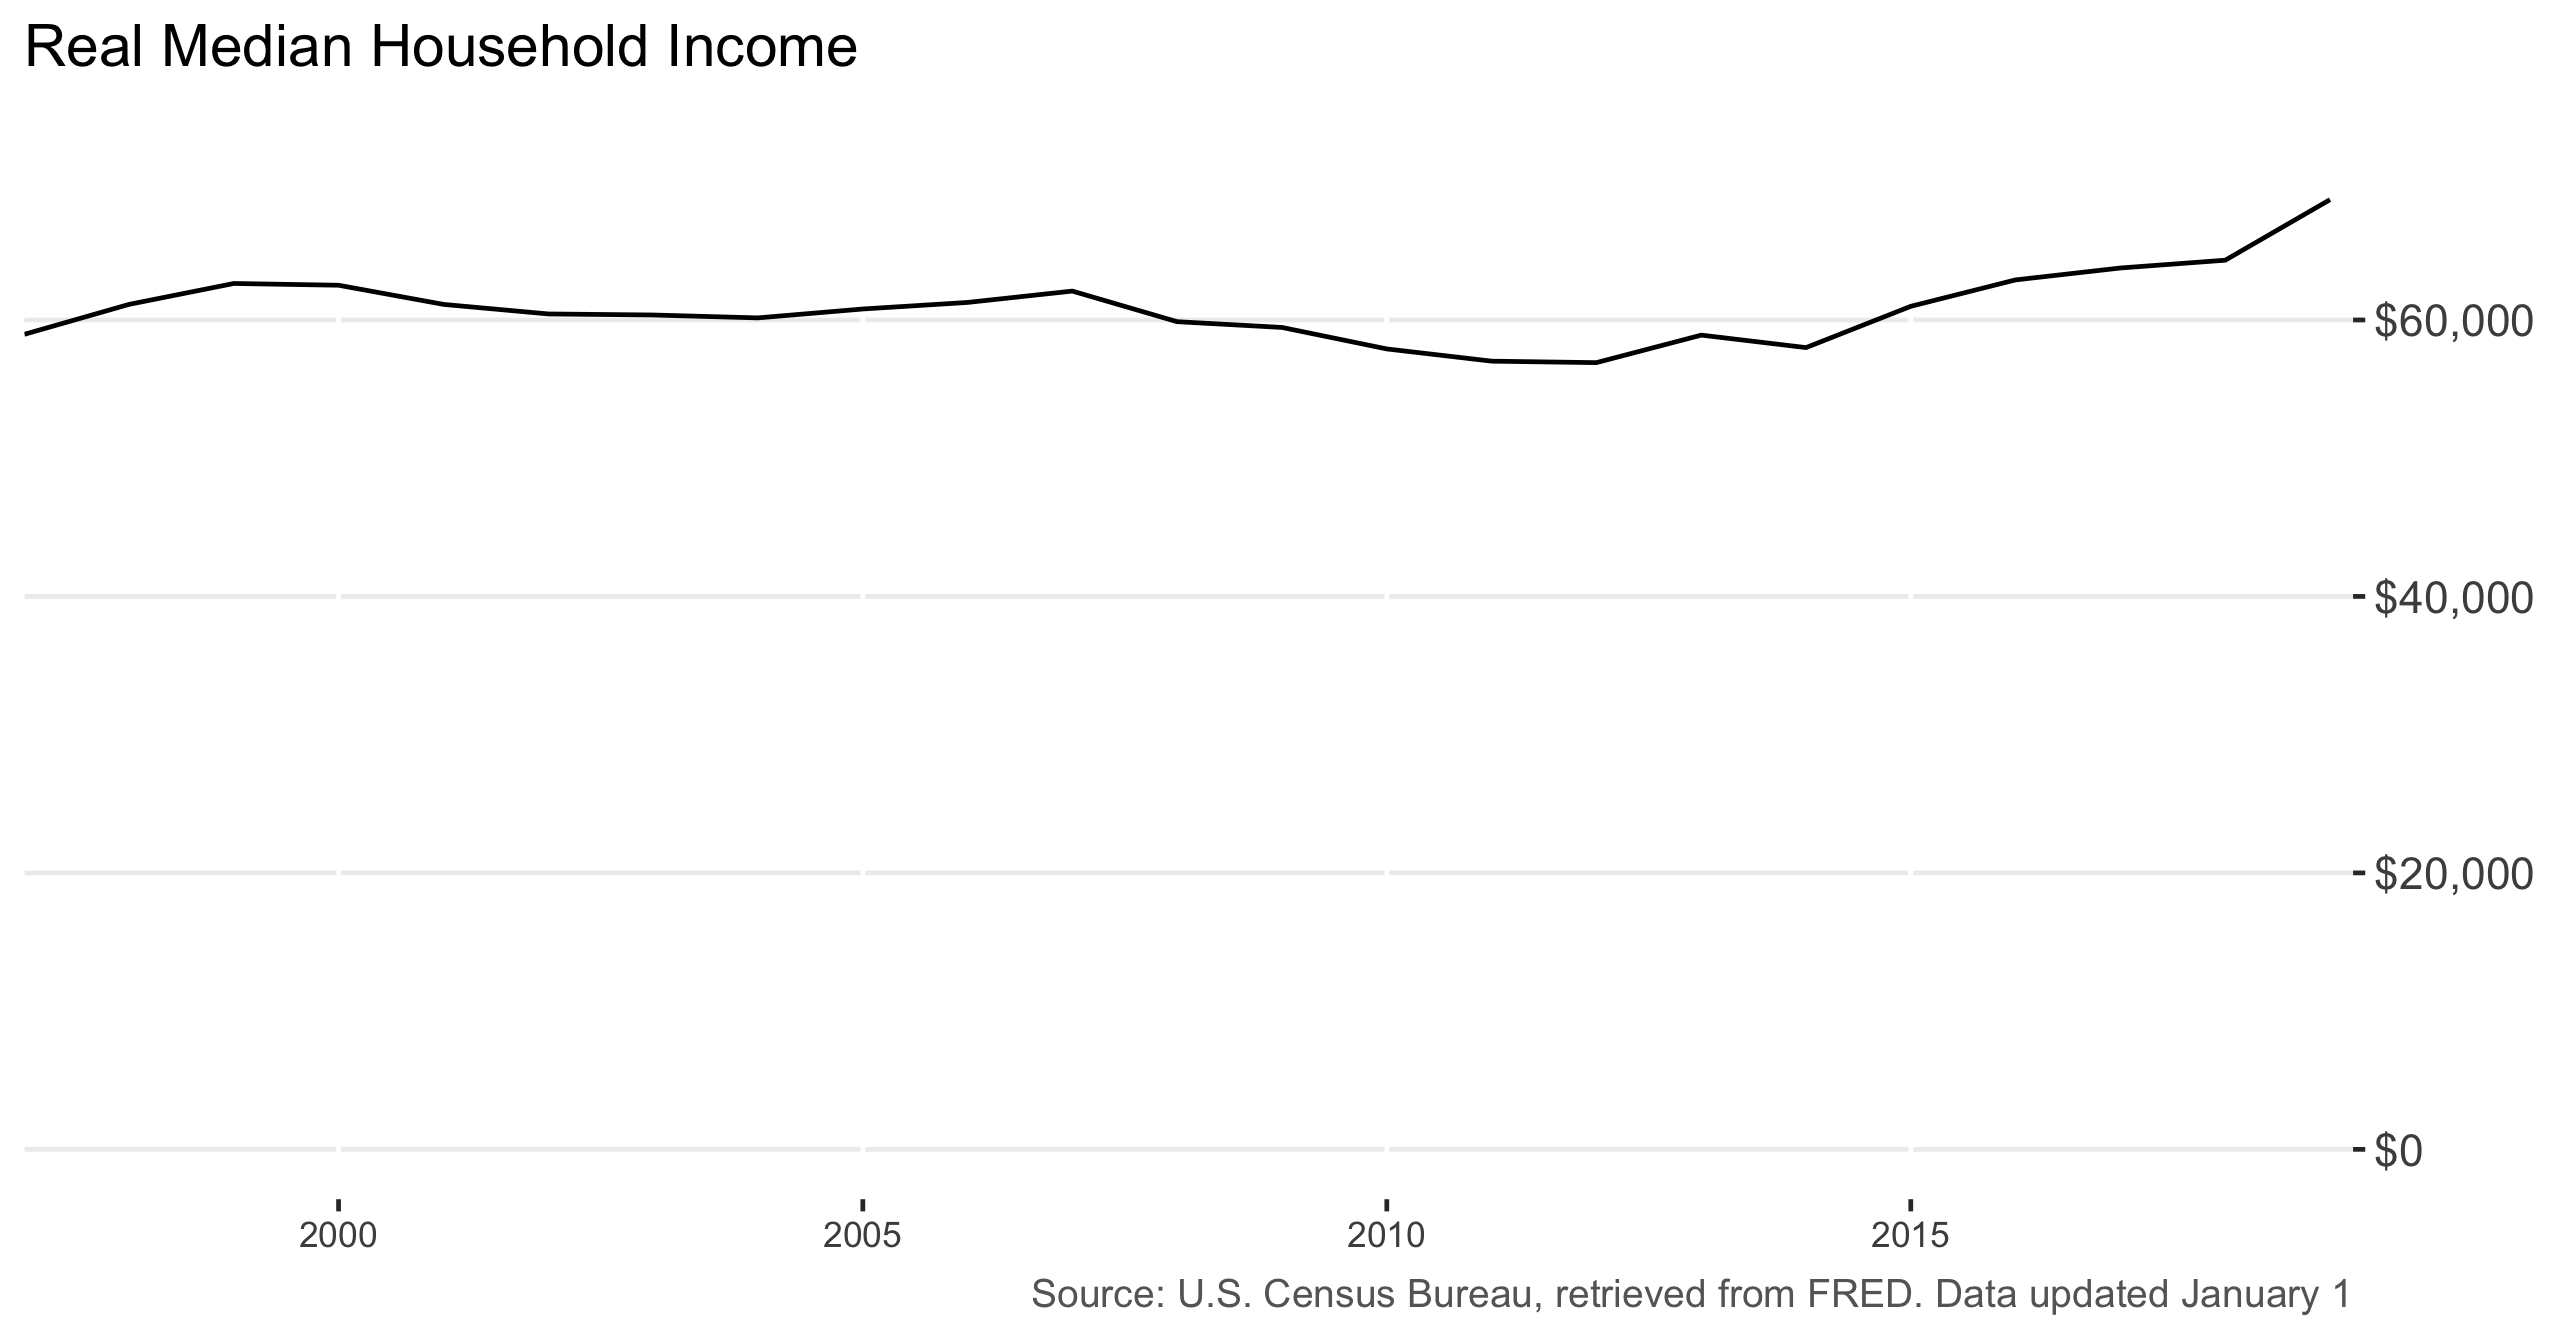 Real Median Household Income
$60,000
$40,000
$20,000
$0
2000 2005 2010 2015
Source: U.S. Census Bureau, retrieved from FRED. Data updated January 1